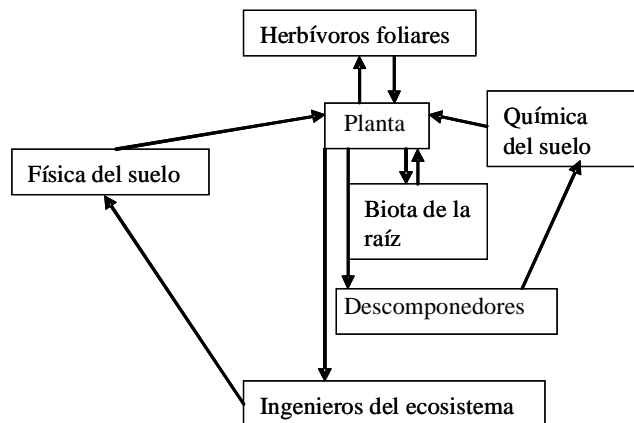 Herbívoros foliares
Planta
Química
del suelo
Física del suelo
Biota de la
raíz
Descomponedores
Ingenieros del ecosistema